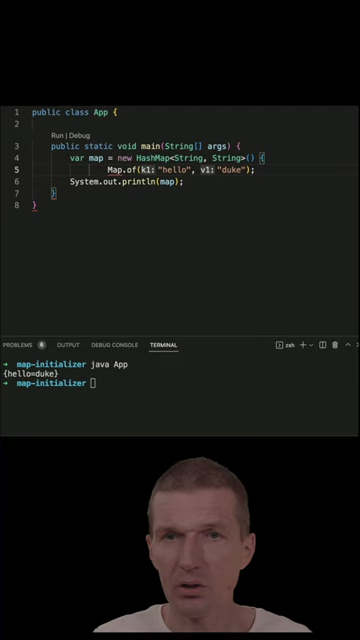 1 public class App {
2
Run | Debug
3 public static void main(String[] args) {
4 var map = new HashMap<String, String>() {
5 Map.of(k1: "hello", v1: "duke");
6 System.out.println(map);
7 }
8 }
PROBLEMS 6 OUTPUT DEBUG CONSOLE TERMINAL zsh
→ map-initializer java App
{hello=duke}
→ map-initializer